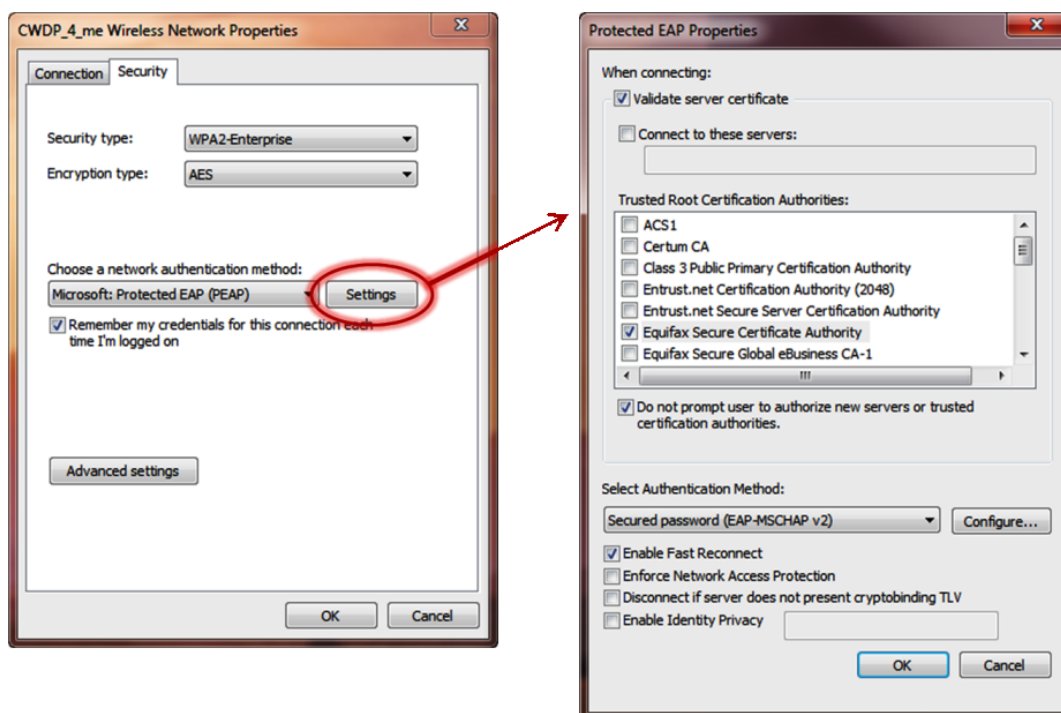 CWDP_4_me Wireless Network Properties
Connection
Security
Security type:
WPA2-Enterprise
Encryption type:
AES
Choose a network authentication method:
Microsoft: Protected EAP (PEAP)
Settings
Remember my credentials for this connection each
time I'm logged on
Advanced settings
OK
Cancel
Protected EAP Properties
When connecting:
Validate server certificate
Connect to these servers:
Trusted Root Certification Authorities:
ACS1
Certum CA
Class 3 Public Primary Certification Authority
Entrust.net Certification Authority (2048)
Entrust.net Secure Server Certification Authority
Equifax Secure Certificate Authority
Equifax Secure Global eBusiness CA-1
Do not prompt user to authorize new servers or trusted
certification authorities.
Select Authentication Method:
Secured password (EAP-MSCHAP v2)
Configure...
Enable Fast Reconnect
Enforce Network Access Protection
Disconnect if server does not present cryptobinding TLV
Enable Identity Privacy
OK
Cancel